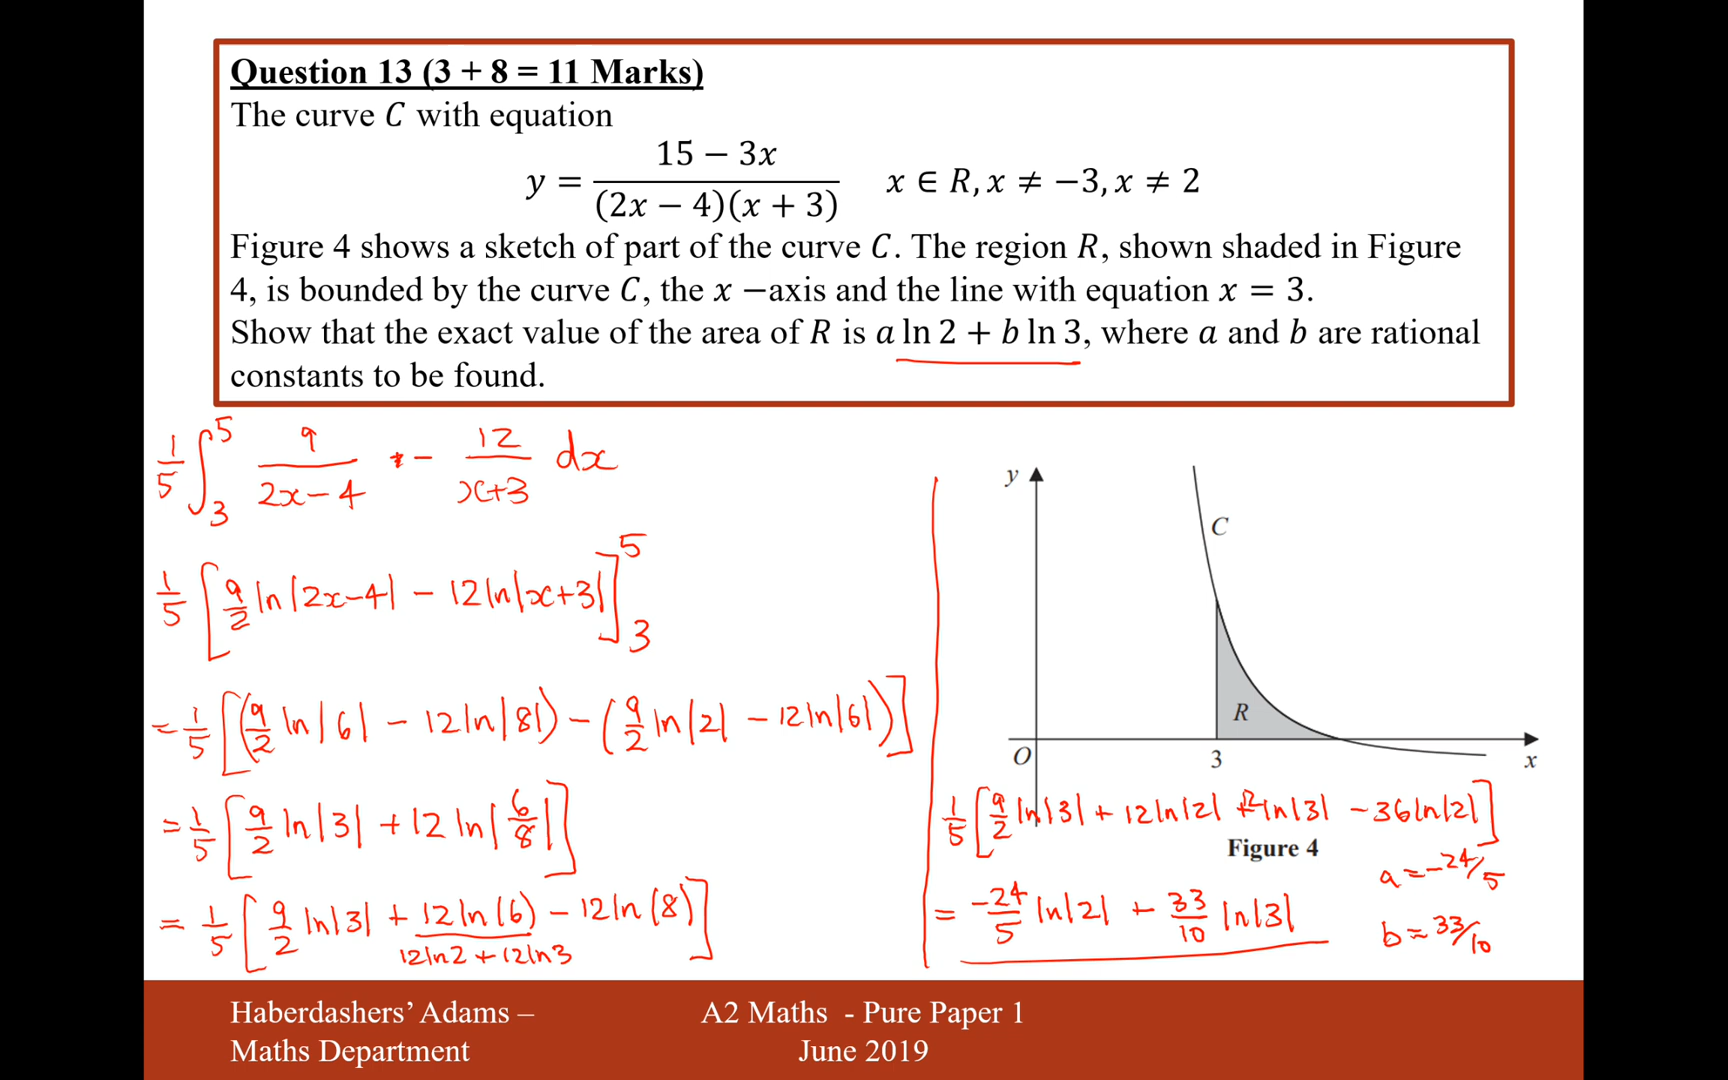 Question 13 (3 + 8 = 11 Marks)
The curve C with equation
y = (15 − 3x)/((2x − 4)(x + 3))   x ∈ R, x ≠ −3, x ≠ 2
Figure 4 shows a sketch of part of the curve C. The region R, shown shaded in Figure
4, is bounded by the curve C, the x −axis and the line with equation x = 3.
Show that the exact value of the area of R is a ln 2 + b ln 3, where a and b are rational
constants to be found.
1/5 ∫₃⁵ 9/(2x−4) − 12/(x+3) dx
1/5 [9/2 ln|2x−4| − 12ln|x+3|]₃⁵
= 1/5 [(9/2 ln|6| − 12ln|8|) − (9/2 ln|2| − 12ln|6|)]
= 1/5 [9/2 ln|3| + 12 ln|6/8|]
= 1/5 [9/2 ln|3| + 12ln(6) − 12ln(8)]
12ln2 + 12ln3
y
C
R
O
3
x
1/5 [9/2 ln|3| + 12ln|2| + 12ln|3| − 36ln|2|]
Figure 4
a = −24/5
= −24/5 ln|2| + 33/10 ln|3|
b = 33/10
Haberdashers’ Adams –
Maths Department
A2 Maths - Pure Paper 1
June 2019